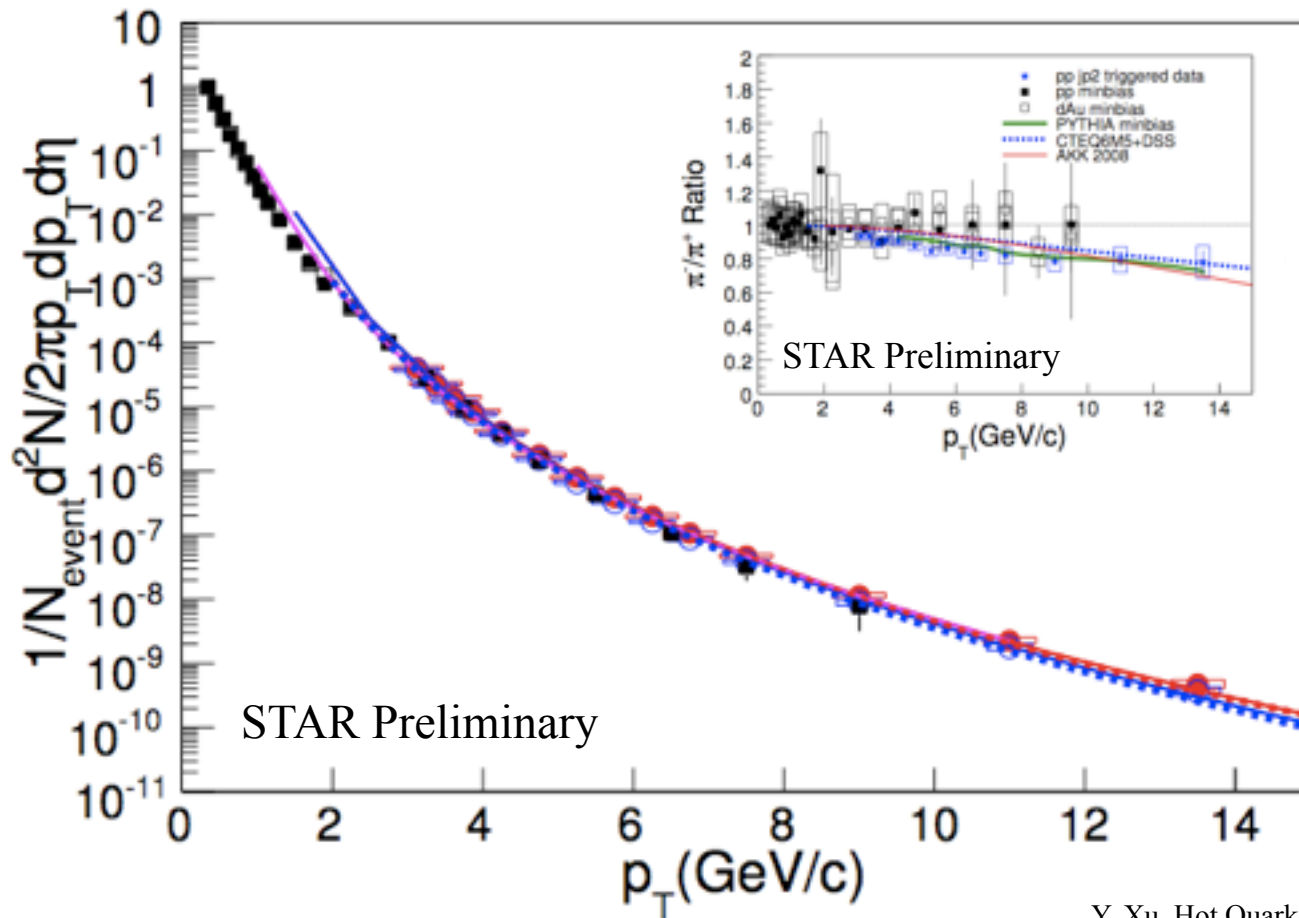 10
1
10⁻¹
10⁻²
10⁻³
10⁻⁴
10⁻⁵
10⁻⁶
10⁻⁷
10⁻⁸
10⁻⁹
10⁻¹⁰
10⁻¹¹
1/N_event d²N/2πp_T dp_T dη
0 2 4 6 8 10 12 14
p_T(GeV/c)
STAR Preliminary
2
1.8
1.6
1.4
1.2
1
0.8
0.6
0.4
0.2
0
π⁻/π⁺ Ratio
pp jp2 triggered data
pp minbias
dAu minbias
PYTHIA minbias
CTEQ6M5+DSS
AKK 2008
STAR Preliminary
0 2 4 6 8 10 12 14
p_T(GeV/c)
Y. Xu, Hot Quark